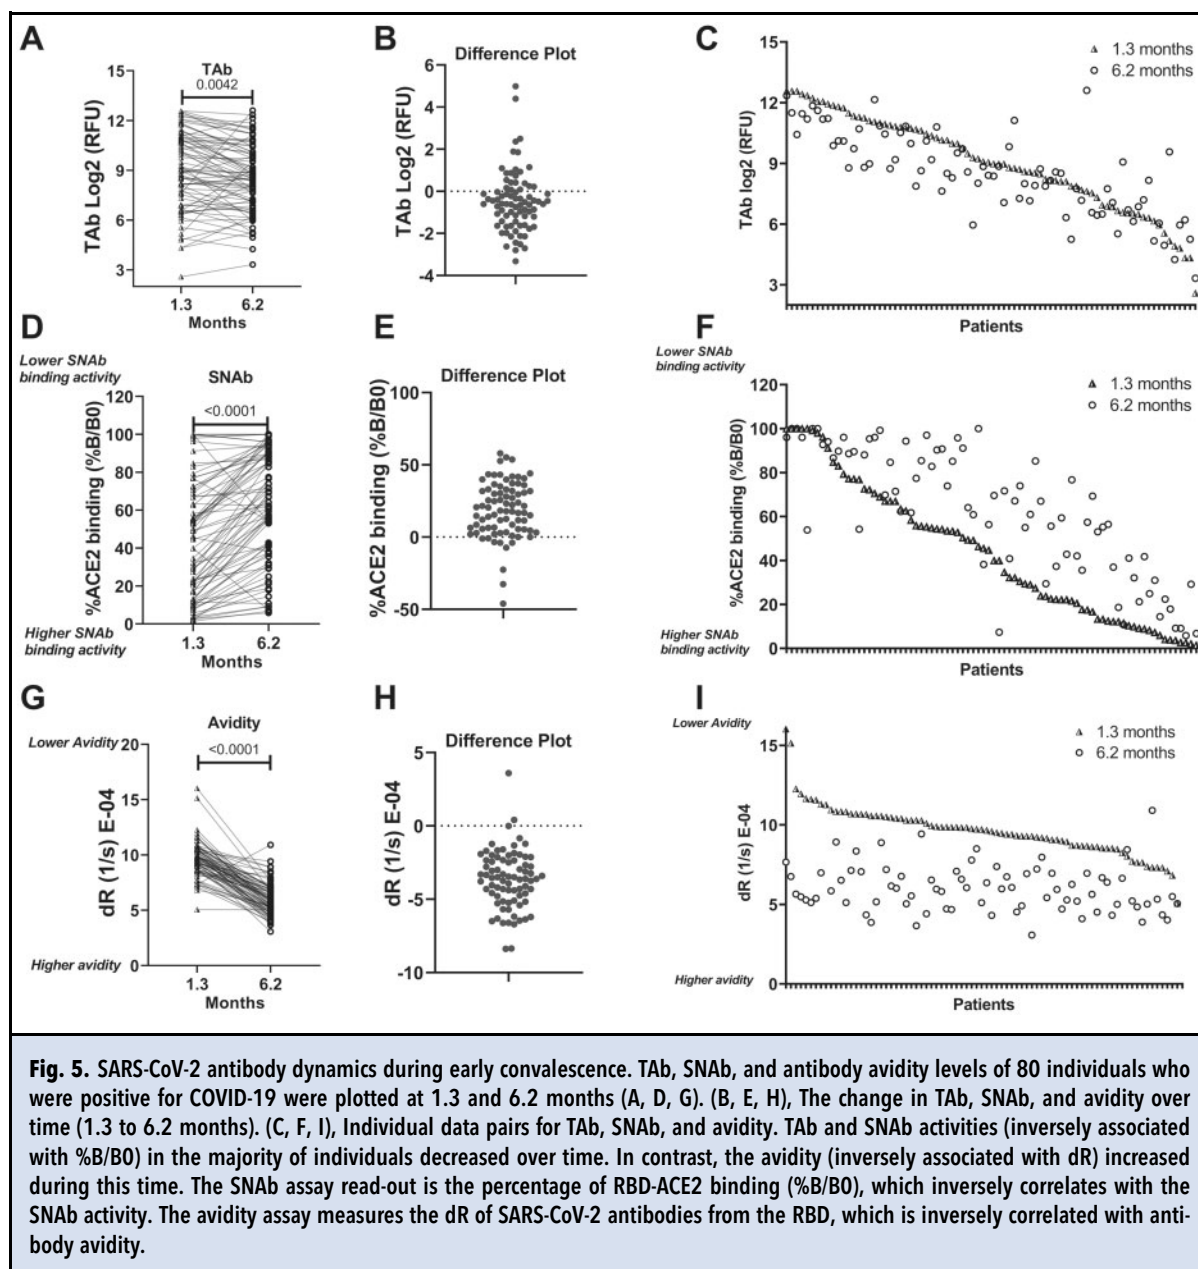 A
TAb
0.0042
TAb Log2 (RFU)
15
12
9
6
3
1.3 6.2
Months
B
Difference Plot
TAb Log2 (RFU)
6
4
2
0
-2
-4
C
TAb log2 (RFU)
15
12
9
6
3
1.3 months
6.2 months
Patients
D
Lower SNAb
binding activity
SNAb
<0.0001
%ACE2 binding (%B/B0)
120
100
80
60
40
20
0
Higher SNAb
binding activity
1.3 6.2
Months
E
Difference Plot
%ACE2 binding (%B/B0)
100
50
0
-50
F
Lower SNAb
binding activity
%ACE2 binding (%B/B0)
120
100
80
60
40
20
0
1.3 months
6.2 months
Higher SNAb
binding activity
Patients
G
Lower Avidity
Avidity
<0.0001
dR (1/s) E-04
20
15
10
5
0
Higher avidity
1.3 6.2
Months
H
Difference Plot
dR (1/s) E-04
5
0
-5
-10
I
Lower Avidity
dR (1/s) E-04
15
10
5
0
1.3 months
6.2 months
Higher avidity
Patients
Fig. 5. SARS-CoV-2 antibody dynamics during early convalescence. TAb, SNAb, and antibody avidity levels of 80 individuals who
were positive for COVID-19 were plotted at 1.3 and 6.2 months (A, D, G). (B, E, H), The change in TAb, SNAb, and avidity over
time (1.3 to 6.2 months). (C, F, I), Individual data pairs for TAb, SNAb, and avidity. TAb and SNAb activities (inversely associated
with %B/B0) in the majority of individuals decreased over time. In contrast, the avidity (inversely associated with dR) increased
during this time. The SNAb assay read-out is the percentage of RBD-ACE2 binding (%B/B0), which inversely correlates with the
SNAb activity. The avidity assay measures the dR of SARS-CoV-2 antibodies from the RBD, which is inversely correlated with anti-
body avidity.